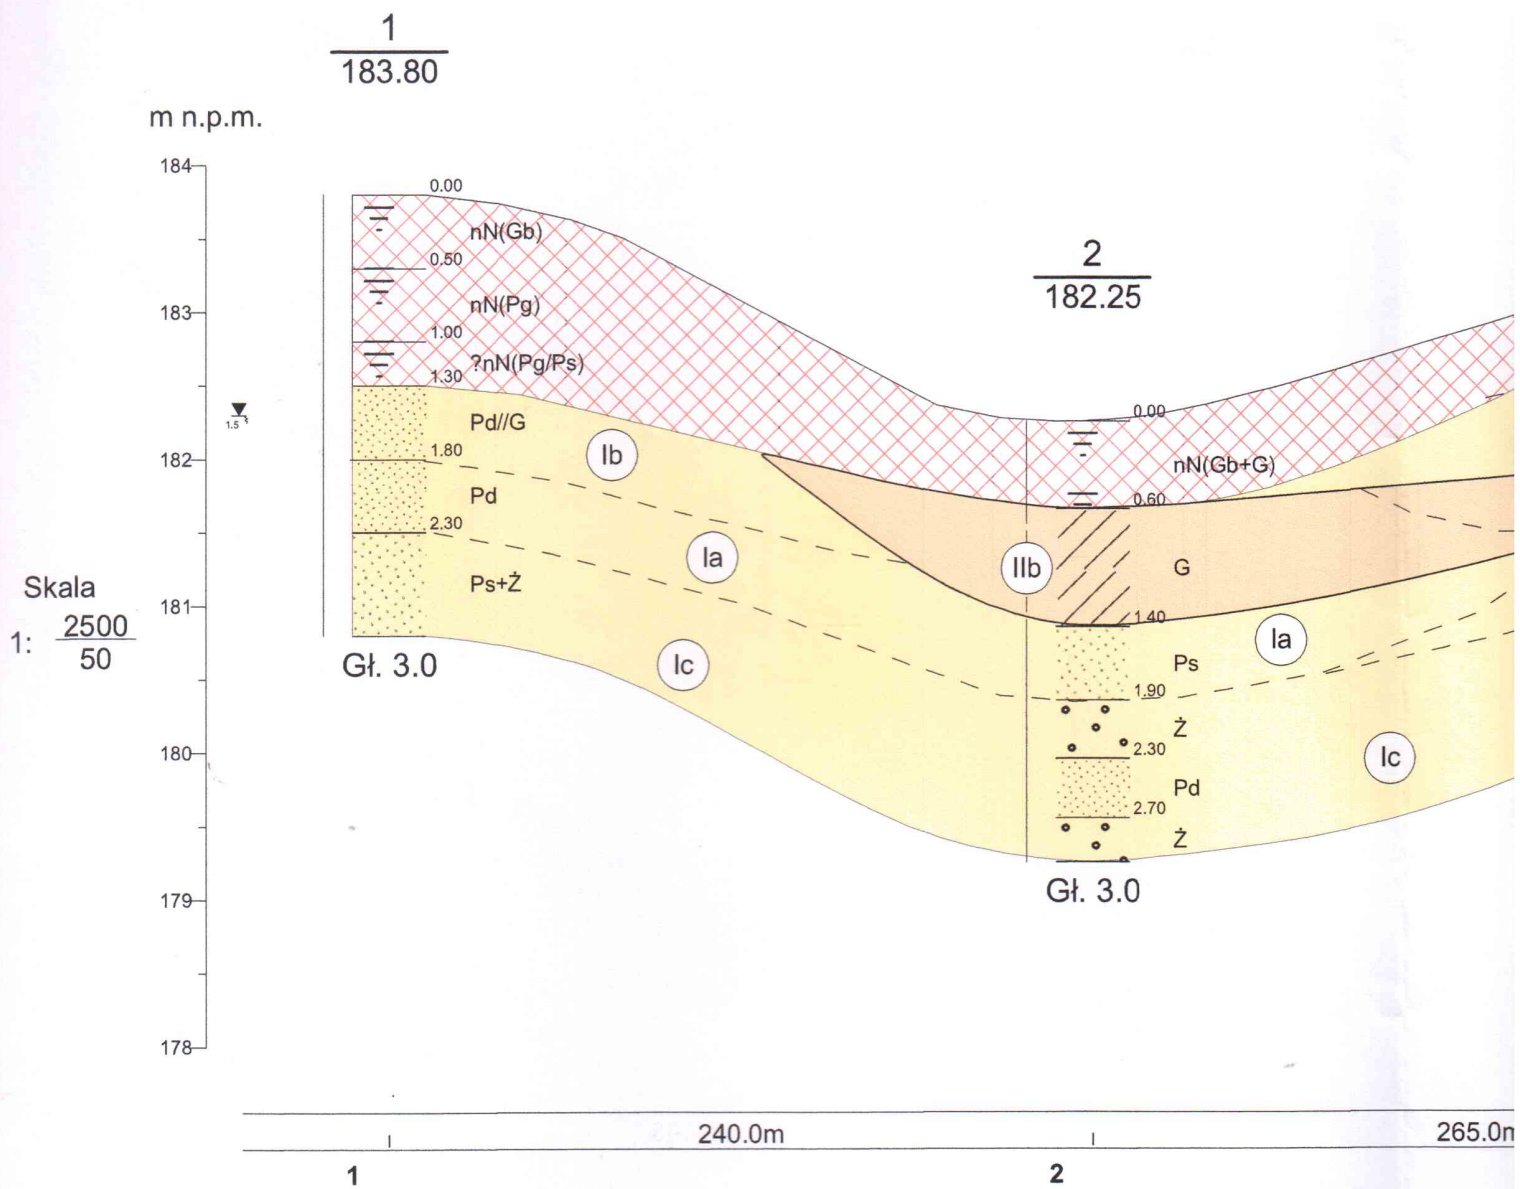 1
183.80
m n.p.m.
184
183
182
181
180
179
178
Skala
1: 2500
50
1.5
0.00
nN(Gb)
0.50
nN(Pg)
1.00
?nN(Pg/Ps)
1.30
Pd//G
1.80
Pd
2.30
Ps+Ż
Gł. 3.0
Ib
Ia
Ic
2
182.25
0.00
nN(Gb+G)
0.60
IIb
G
1.40
Ia
Ps
1.90
Ż
2.30
Ic
Pd
2.70
Ż
Gł. 3.0
240.0m
265.0m
1
2